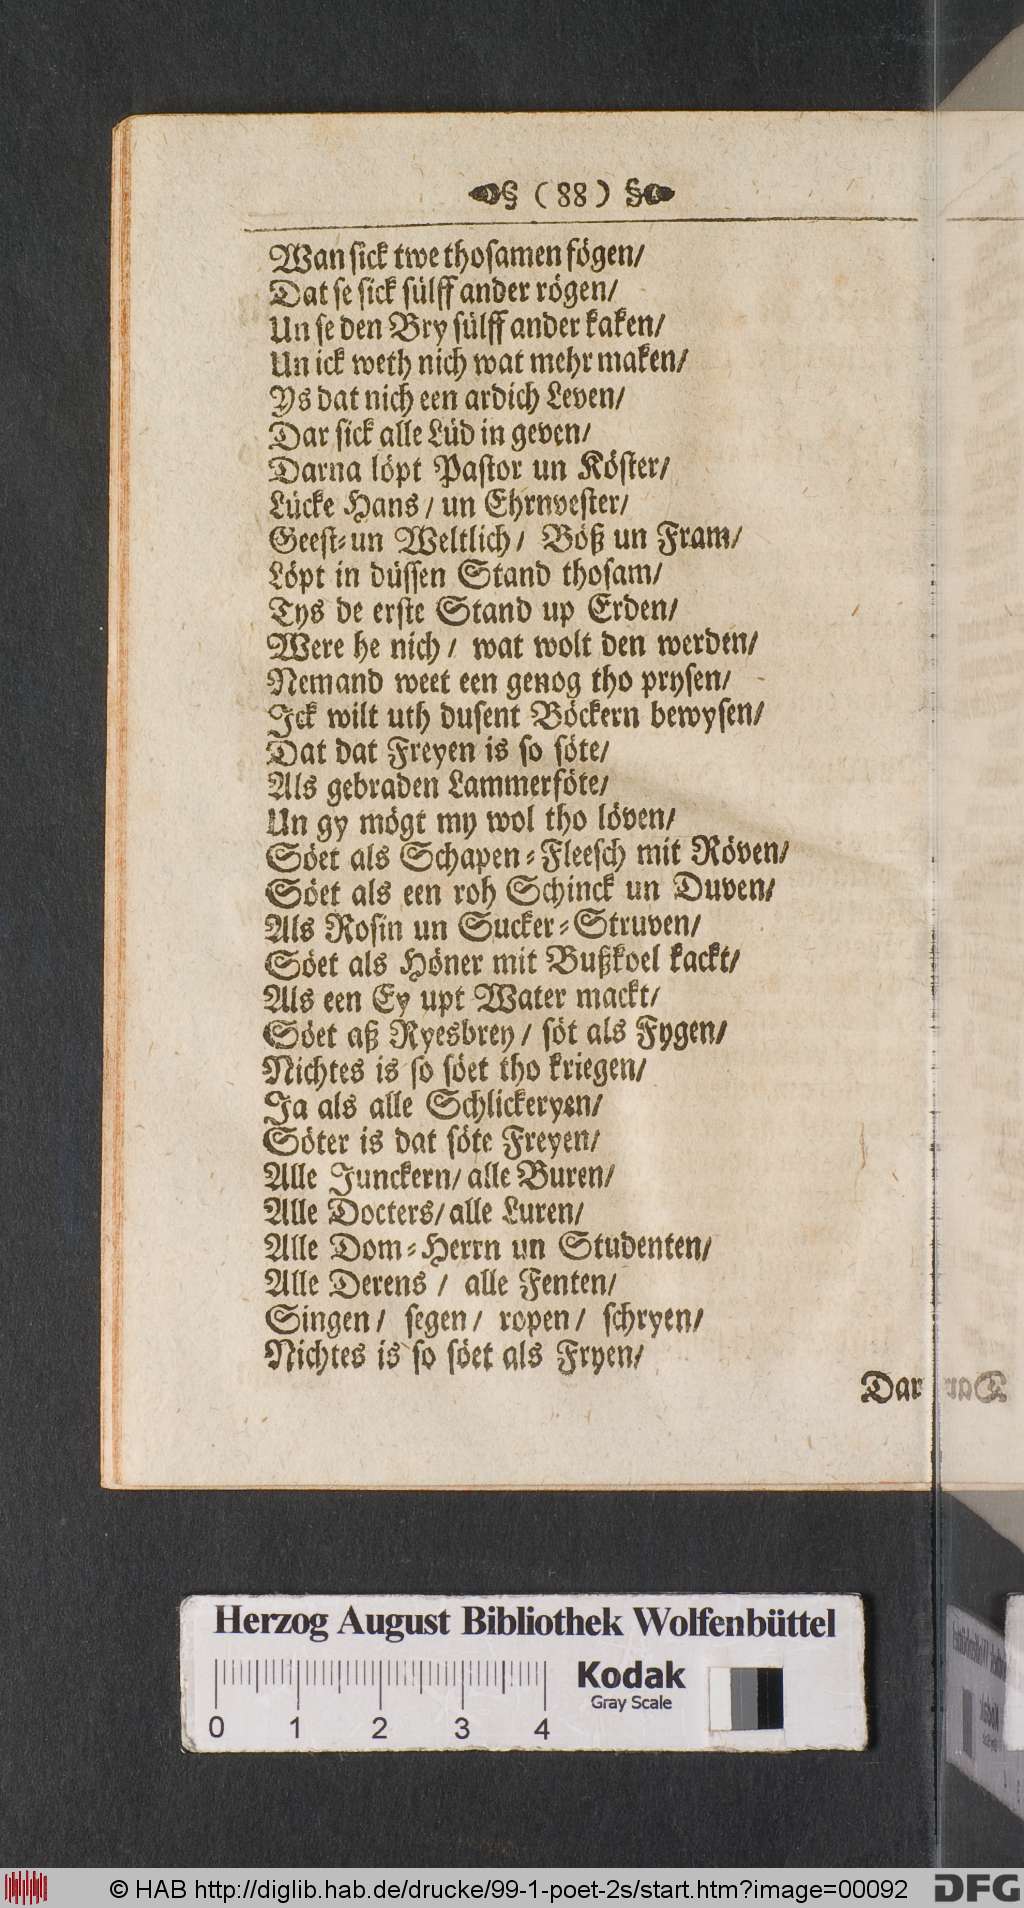 § ( 88 ) §
Wan sick twe thosamen fögen/
Dat se sick sülff ander rögen/
Un se den Bry sülff ander kaken/
Un ick weth nich wat mehr maken/
Ys dat nich een ardich Leven/
Dar sick alle Lüd in geven/
Darna löpt Pastor un Köster/
Lücke Hans / un Ehrnvester/
Geest-un Weltlich / Böß un Fram/
Löpt in düssen Stand thosam/
Tys de erste Stand up Erden/
Were he nich / wat wolt den werden/
Nemand weet een genog tho prysen/
Ick wilt uth dusent Böckern bewysen/
Dat dat Freyen is so söte/
Als gebraden Lammerföte/
Un gy mögt my wol tho löven/
Söet als Schapen-Fleesch mit Röven/
Söet als een roh Schinck un Duven/
Als Rosin un Sucker-Struven/
Söet als Höner mit Bußkoel kackt/
Als een Ey upt Water mackt/
Söet aß Ryesbrey / söt als Fygen/
Nichtes is so söet tho kriegen/
Ja als alle Schlickeryen/
Söter is dat söte Freyen/
Alle Junckern/ alle Buren/
Alle Docters/ alle Luren/
Alle Dom-Herrn un Studenten/
Alle Derens / alle Fenten/
Singen / segen / ropen / schryen/
Nichtes is so söet als Fryen/
Dar
Herzog August Bibliothek Wolfenbüttel
Kodak
Gray Scale
0 1 2 3 4
© HAB http://diglib.hab.de/drucke/99-1-poet-2s/start.htm?image=00092
DFG